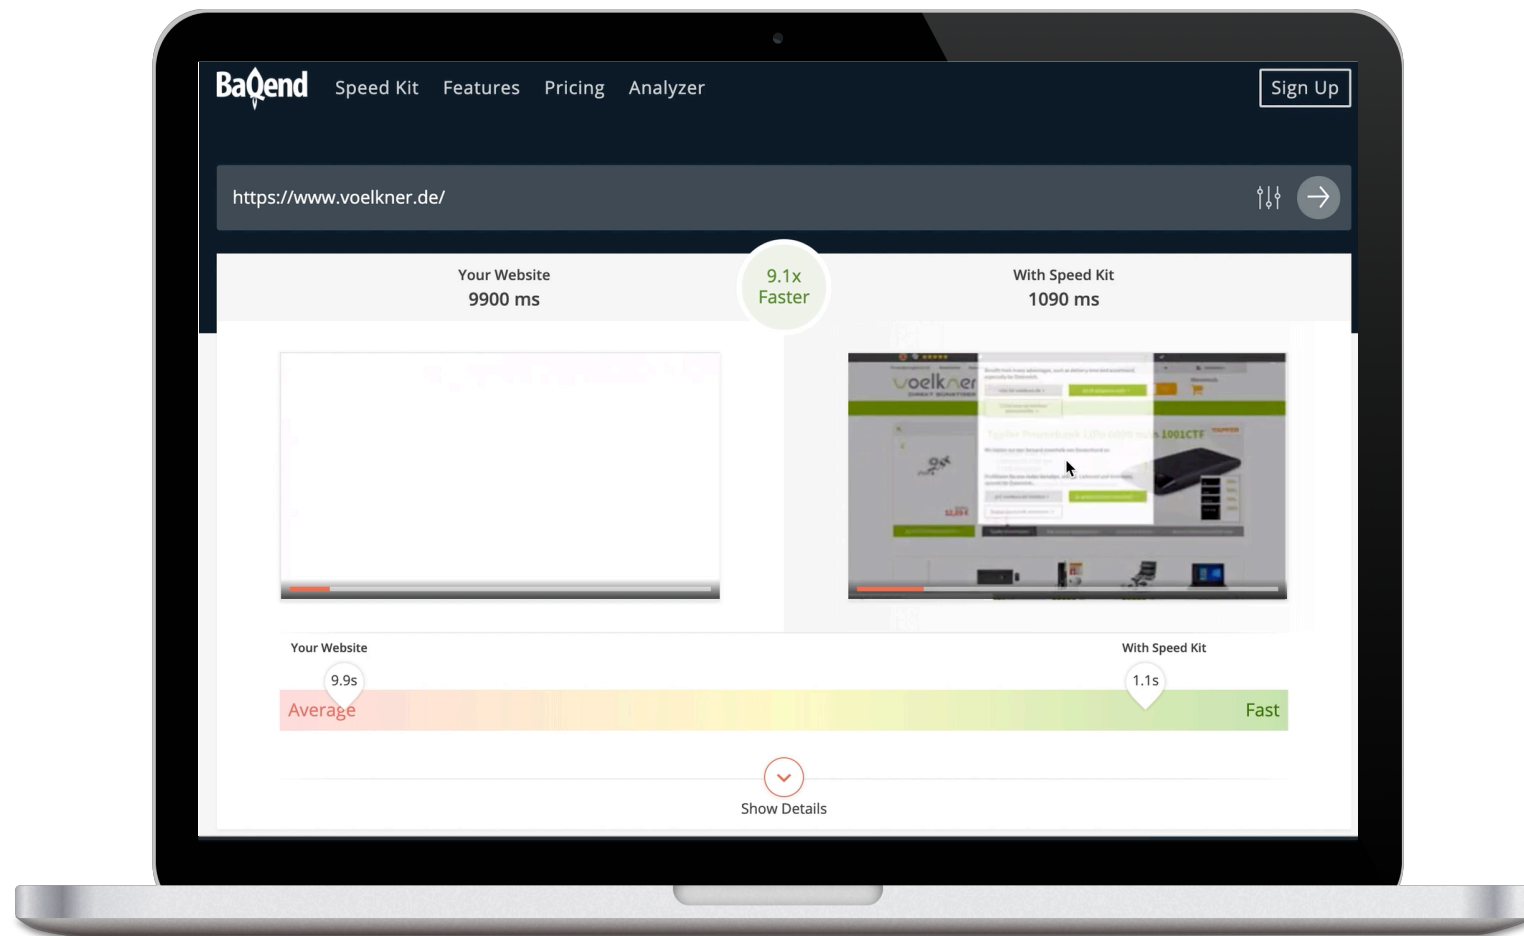 BaQend
Speed Kit
Features
Pricing
Analyzer
Sign Up
https://www.voelkner.de/
Your Website
9900 ms
9.1x
Faster
With Speed Kit
1090 ms
voelkner
DIREKT GÜNSTIGER
1001CTF
Your Website
With Speed Kit
9.9s
1.1s
Average
Fast
Show Details